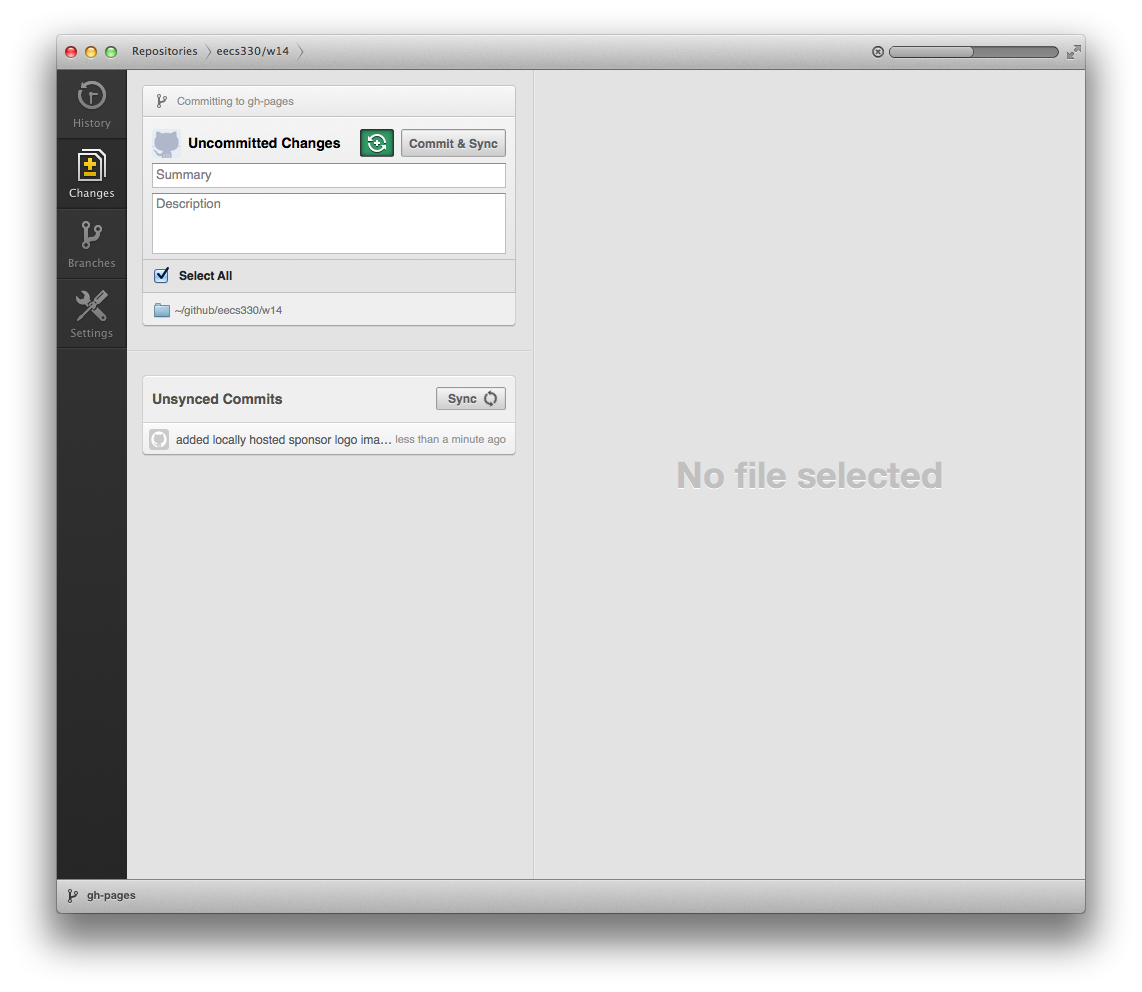 Repositories eecs330/w14
History
Changes
Branches
Settings
Committing to gh-pages
Uncommitted Changes Commit & Sync
Summary
Description
Select All
~/github/eecs330/w14
Unsynced Commits Sync
added locally hosted sponsor logo ima... less than a minute ago
No file selected
gh-pages